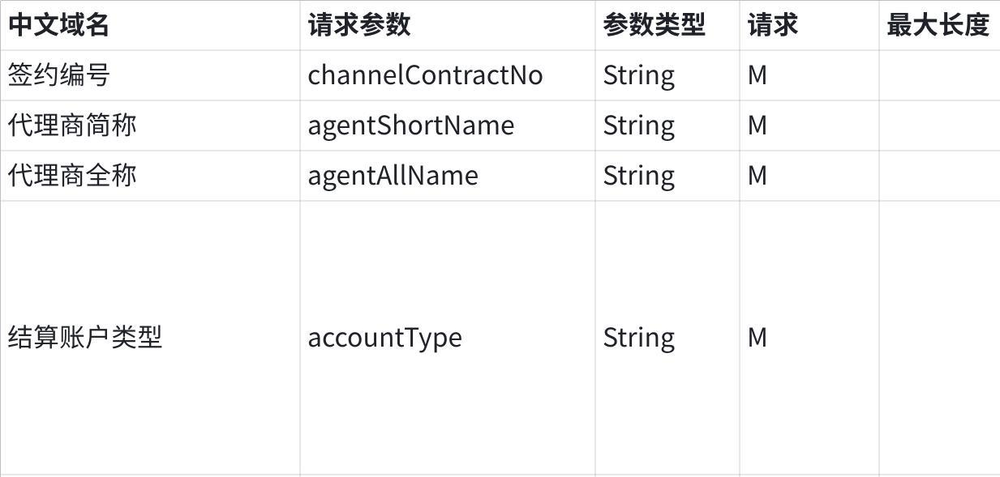 中文域名 请求参数 参数类型 请求 最大长度
签约编号 channelContractNo String M
代理商简称 agentShortName String M
代理商全称 agentAllName String M
结算账户类型 accountType String M